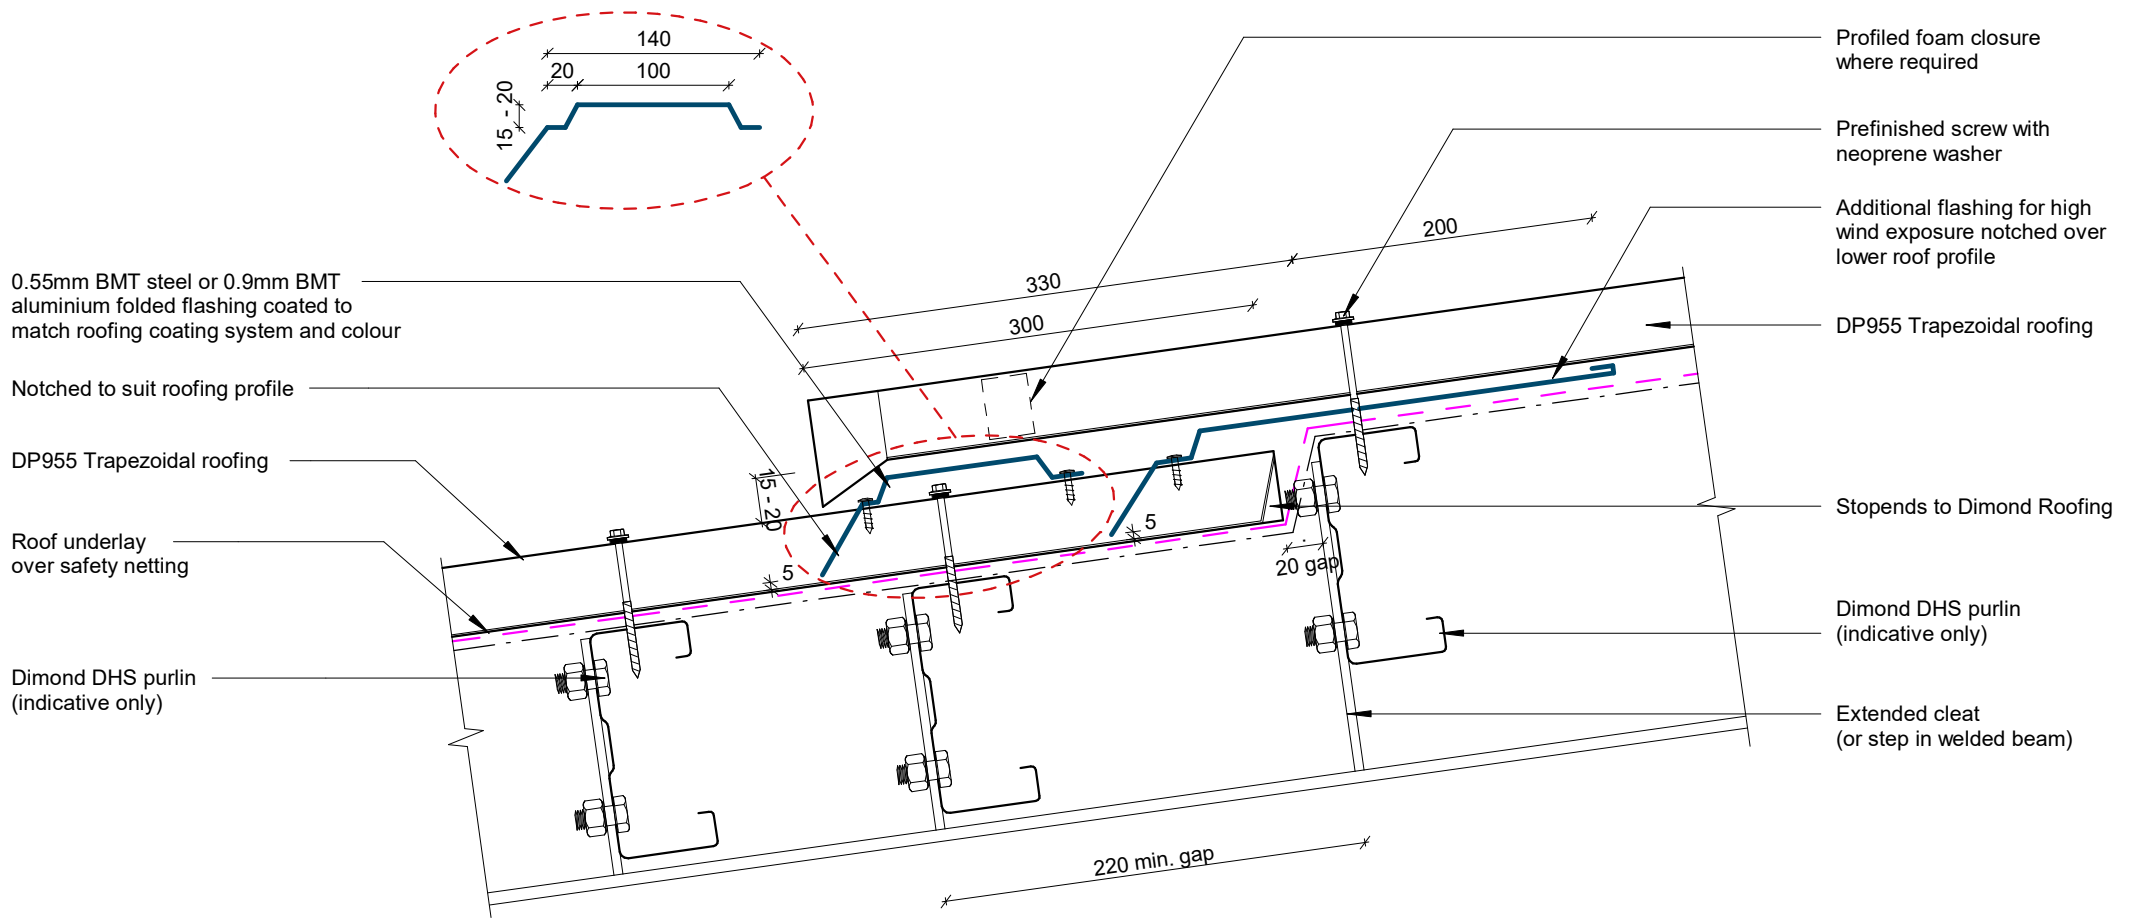 140
20
100
15 - 20
Profiled foam closure
where required
Prefinished screw with
neoprene washer
Additional flashing for high
wind exposure notched over
lower roof profile
200
330
300
0.55mm BMT steel or 0.9mm BMT
aluminium folded flashing coated to
match roofing coating system and colour
DP955 Trapezoidal roofing
Notched to suit roofing profile
DP955 Trapezoidal roofing
15 - 20
Stopends to Dimond Roofing
5
Roof underlay
over safety netting
20 gap
5
Dimond DHS purlin
(indicative only)
Dimond DHS purlin
(indicative only)
Extended cleat
(or step in welded beam)
220 min. gap